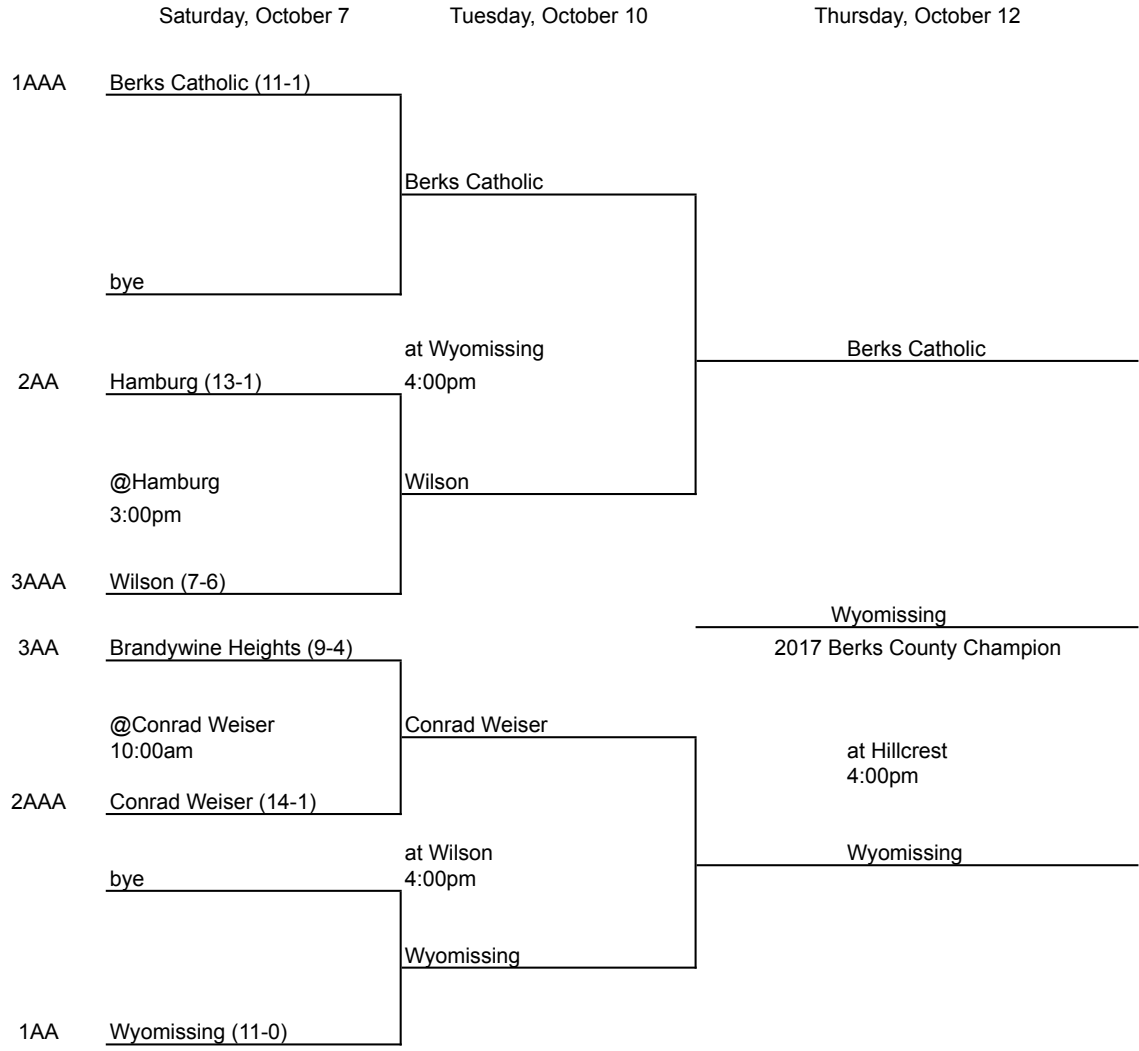 Saturday, October 7 Tuesday, October 10 Thursday, October 12
1AAA Berks Catholic (11-1)
Berks Catholic
bye
at Wyomissing Berks Catholic
2AA Hamburg (13-1) 4:00pm
@Hamburg Wilson
3:00pm
3AAA Wilson (7-6)
Wyomissing
3AA Brandywine Heights (9-4) 2017 Berks County Champion
@Conrad Weiser Conrad Weiser
10:00am at Hillcrest
4:00pm
2AAA Conrad Weiser (14-1)
at Wilson Wyomissing
bye 4:00pm
Wyomissing
1AA Wyomissing (11-0)